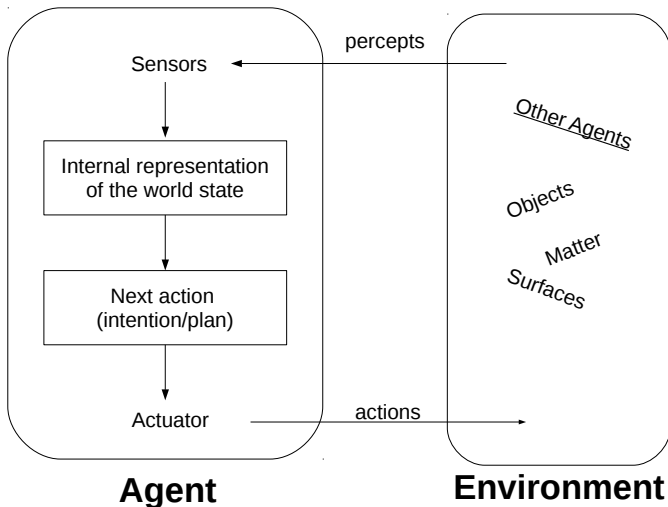 percepts
Sensors
Other Agents
Internal representation
of the world state
Objects
Matter
Surfaces
Next action
(intention/plan)
Actuator
actions
Agent
Environment